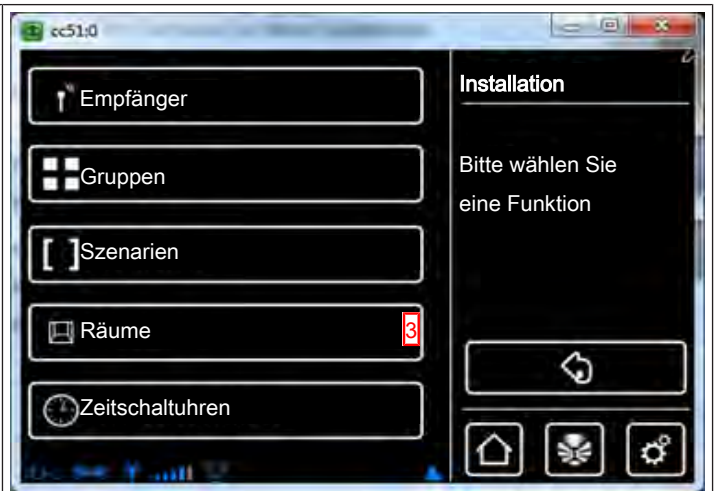 cc51:0
Empfänger
Gruppen
Szenarien
Räume 3
Zeitschaltuhren
Installation
Bitte wählen Sie
eine Funktion